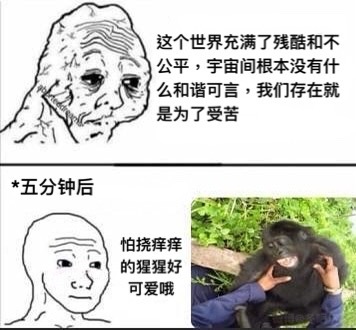 这个世界充满了残酷和不
公平，宇宙间根本没有什
么和谐可言，我们存在就
是为了受苦
*五分钟后
怕挠痒痒
的猩猩好
可爱哦